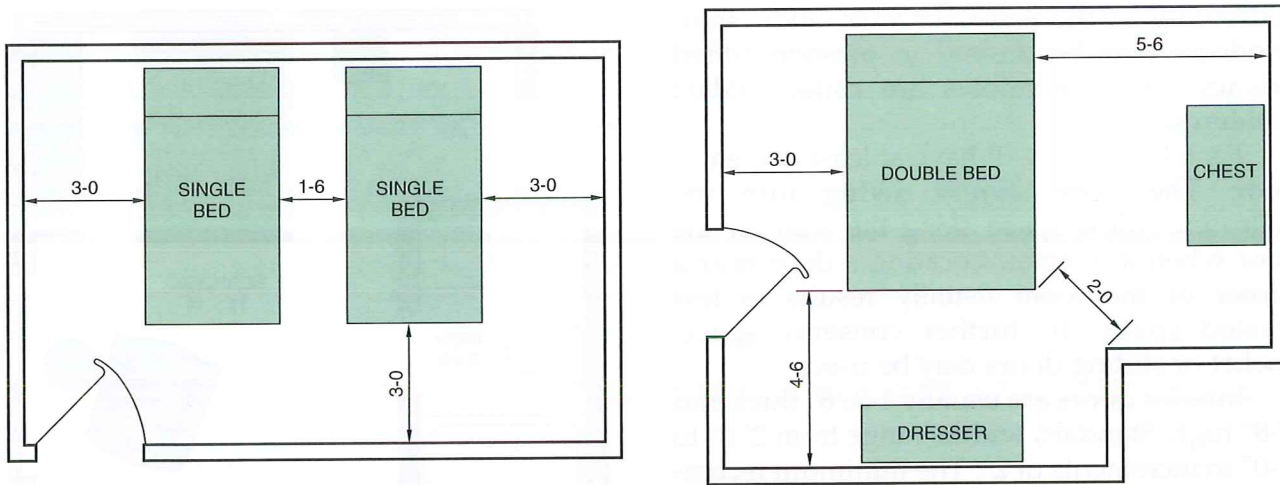 3-0
SINGLE
BED
1-6
SINGLE
BED
3-0
3-0
5-6
3-0
DOUBLE BED
CHEST
2-0
4-6
DRESSER